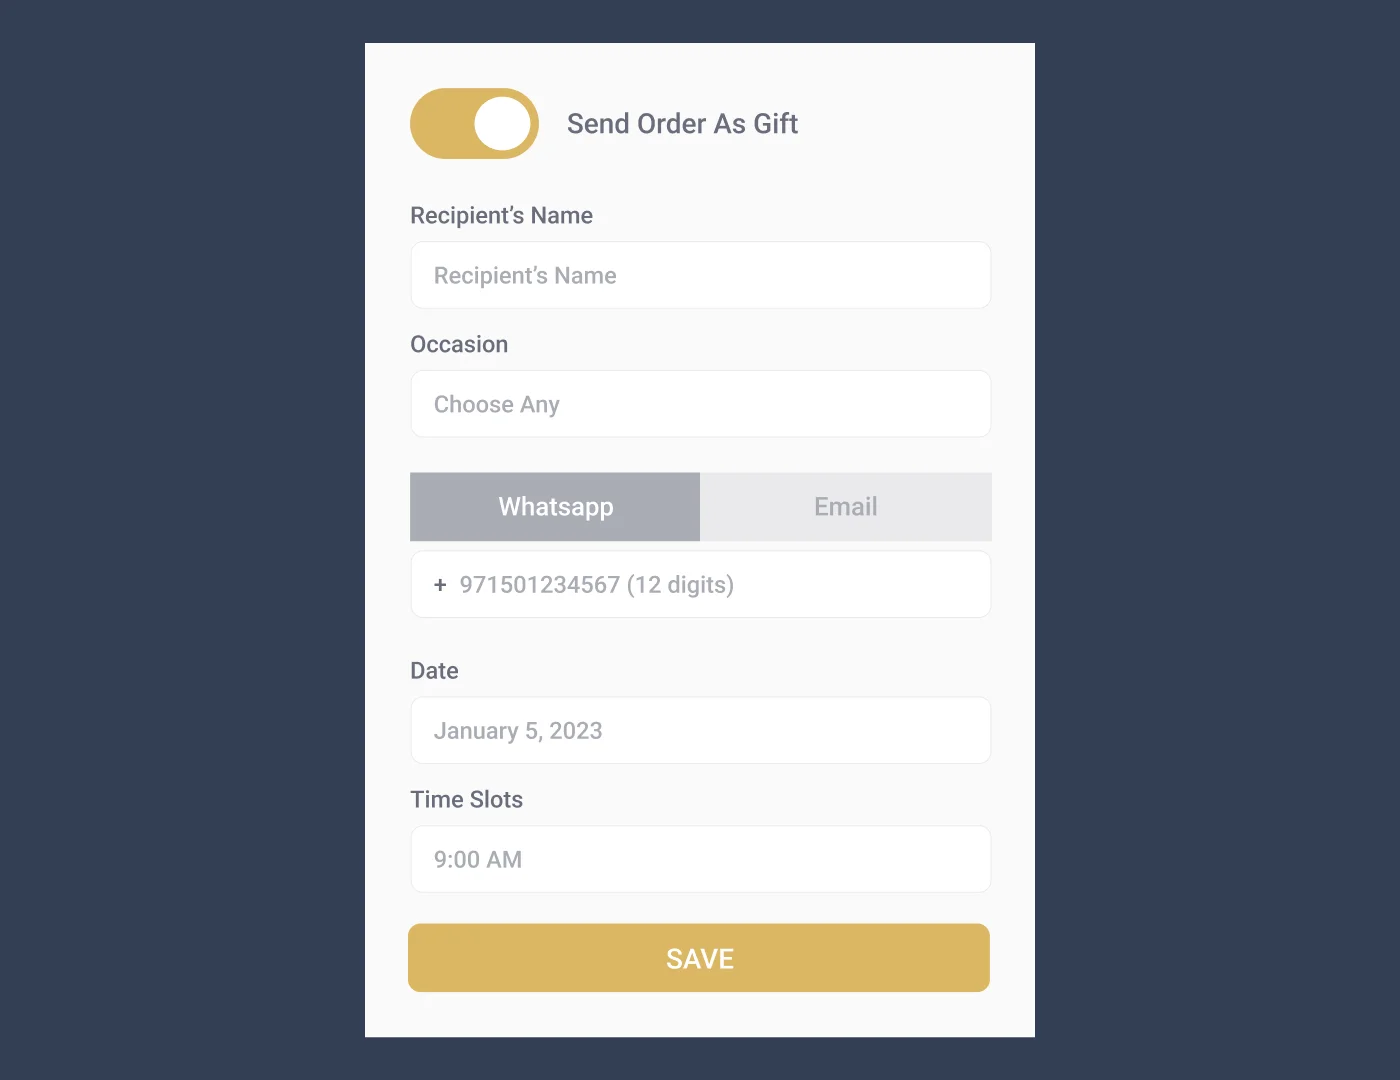 Send Order As Gift
Recipient’s Name
Recipient’s Name
Occasion
Choose Any
Whatsapp Email
+ 971501234567 (12 digits)
Date
January 5, 2023
Time Slots
9:00 AM
SAVE